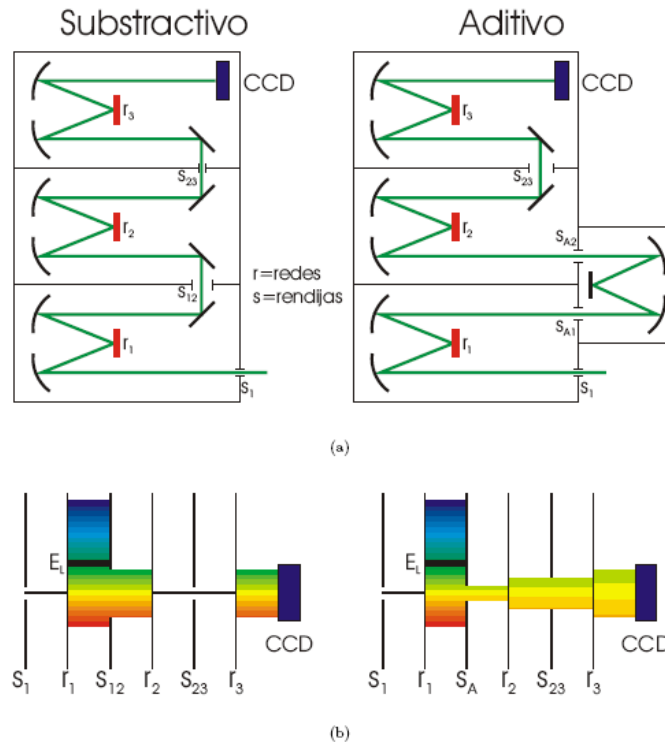 Substractivo
CCD
r3
s23
r2
s12
r1
s1
r=redes
s=rendijas
Aditivo
CCD
r3
s23
r2
sA2
sA1
r1
s1
(a)
EL
CCD
S1 r1 S12 r2 S23 r3
EL
CCD
S1 r1 SA r2 S23 r3
(b)